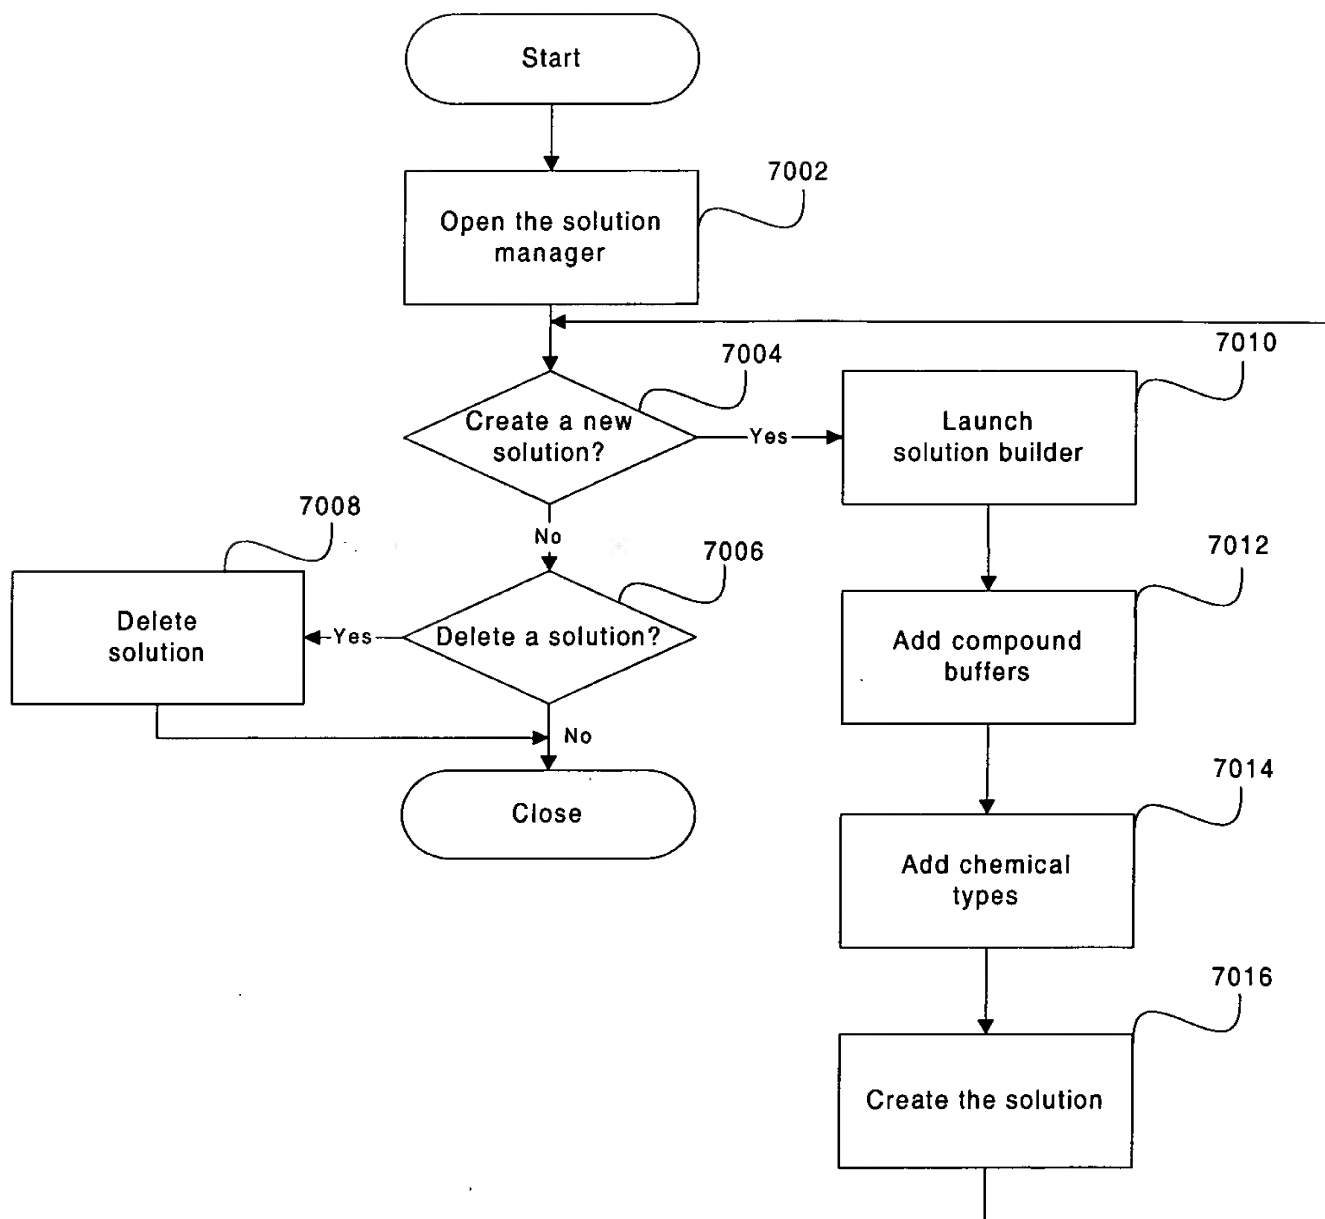 Start
7002
Open the solution
manager
7004
7010
Create a new
solution?
Yes
Launch
solution builder
No
7008
7006
7012
Delete
solution
Yes
Delete a solution?
Add compound
buffers
No
Close
7014
Add chemical
types
7016
Create the solution